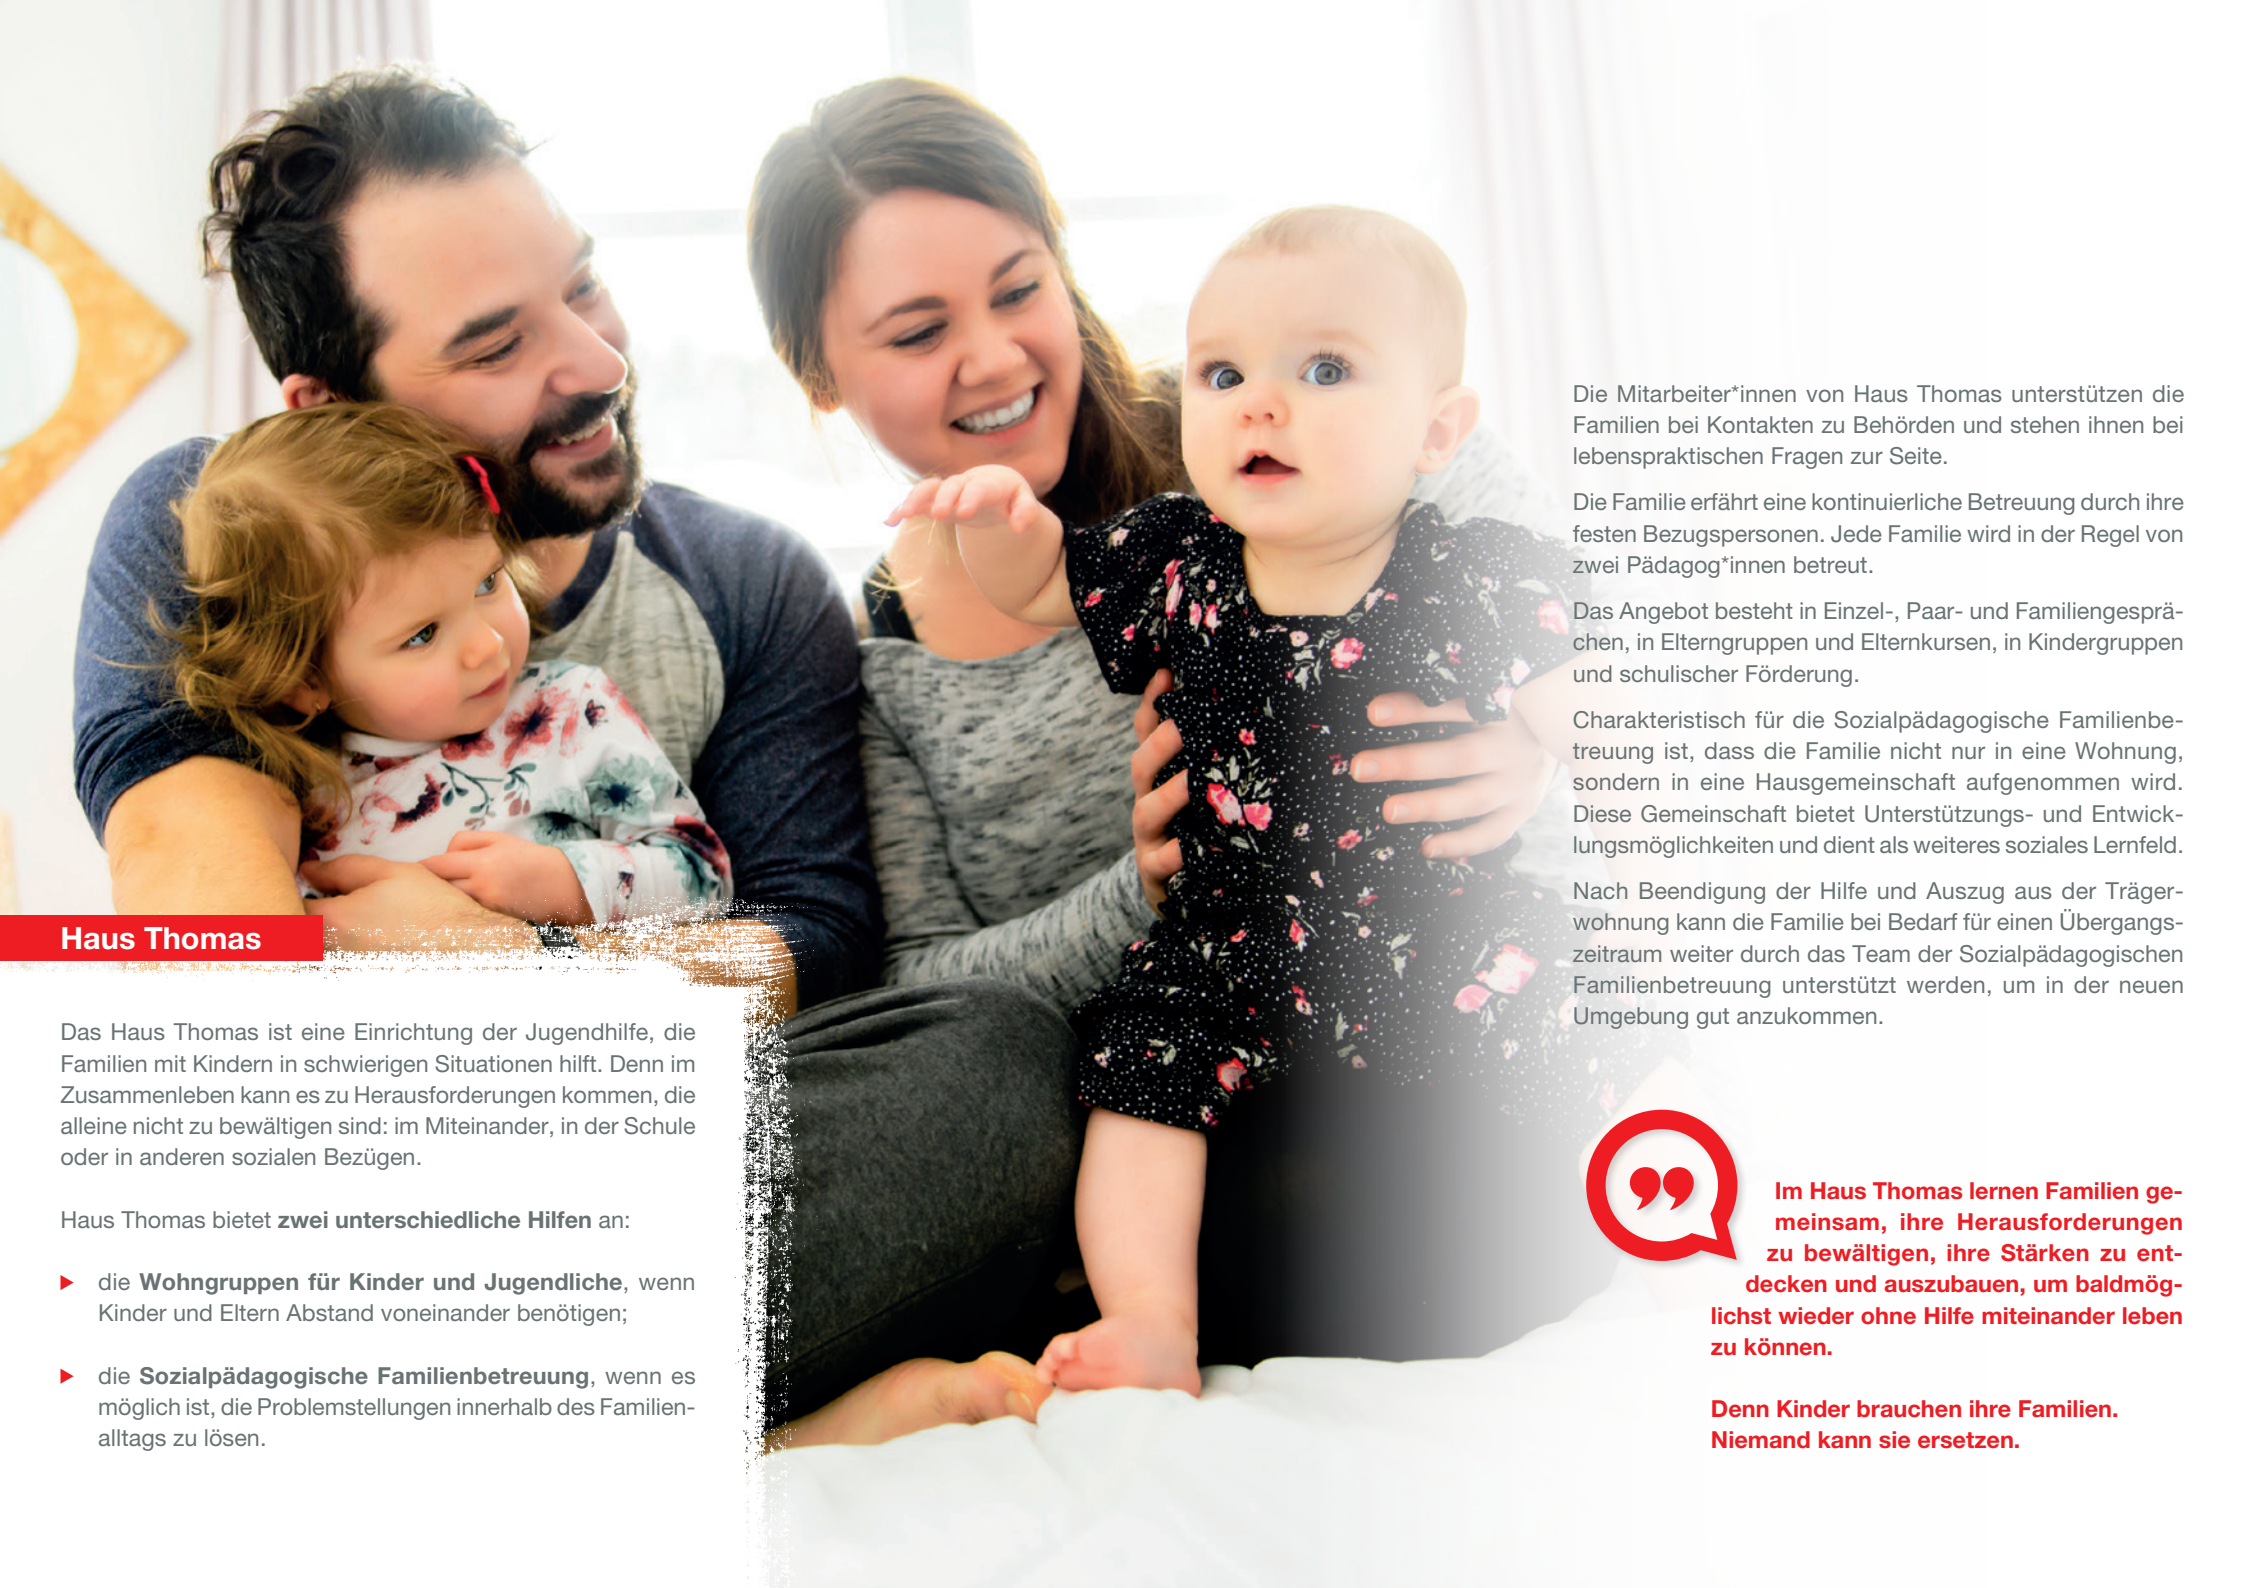 Haus Thomas
Das Haus Thomas ist eine Einrichtung der Jugendhilfe, die
Familien mit Kindern in schwierigen Situationen hilft. Denn im
Zusammenleben kann es zu Herausforderungen kommen, die
alleine nicht zu bewältigen sind: im Miteinander, in der Schule
oder in anderen sozialen Bezügen.
Haus Thomas bietet zwei unterschiedliche Hilfen an:
die Wohngruppen für Kinder und Jugendliche, wenn
Kinder und Eltern Abstand voneinander benötigen;
die Sozialpädagogische Familienbetreuung, wenn es
möglich ist, die Problemstellungen innerhalb des Familien-
alltags zu lösen.
Die Mitarbeiter*innen von Haus Thomas unterstützen die
Familien bei Kontakten zu Behörden und stehen ihnen bei
lebenspraktischen Fragen zur Seite.
Die Familie erfährt eine kontinuierliche Betreuung durch ihre
festen Bezugspersonen. Jede Familie wird in der Regel von
zwei Pädagog*innen betreut.
Das Angebot besteht in Einzel-, Paar- und Familiengesprä-
chen, in Elterngruppen und Elternkursen, in Kindergruppen
und schulischer Förderung.
Charakteristisch für die Sozialpädagogische Familienbe-
treuung ist, dass die Familie nicht nur in eine Wohnung,
sondern in eine Hausgemeinschaft aufgenommen wird.
Diese Gemeinschaft bietet Unterstützungs- und Entwick-
lungsmöglichkeiten und dient als weiteres soziales Lernfeld.
Nach Beendigung der Hilfe und Auszug aus der Träger-
wohnung kann die Familie bei Bedarf für einen Übergangs-
zeitraum weiter durch das Team der Sozialpädagogischen
Familienbetreuung unterstützt werden, um in der neuen
Umgebung gut anzukommen.
Im Haus Thomas lernen Familien ge-
meinsam, ihre Herausforderungen
zu bewältigen, ihre Stärken zu ent-
decken und auszubauen, um baldmög-
lichst wieder ohne Hilfe miteinander leben
zu können.
Denn Kinder brauchen ihre Familien.
Niemand kann sie ersetzen.